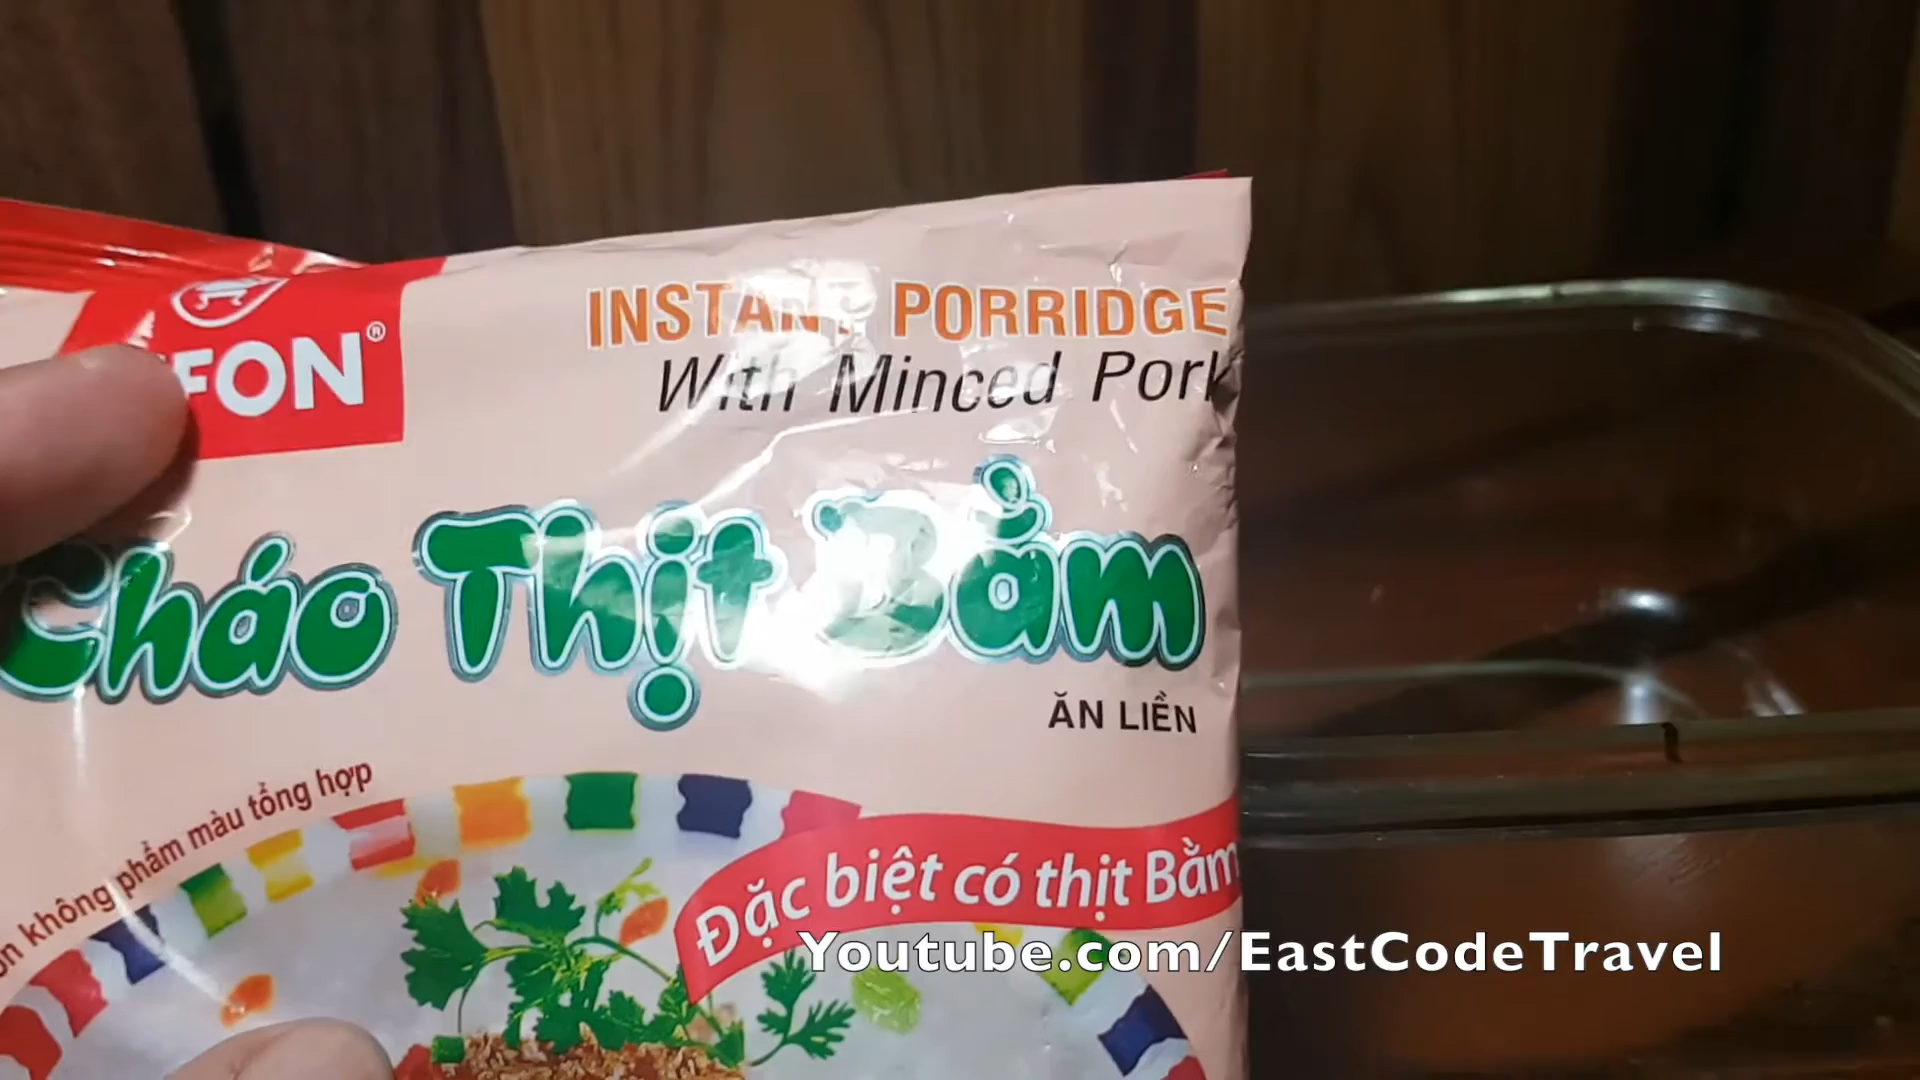 FON®
INSTANT PORRIDGE
With Minced Pork
Cháo Thịt Bằm
ĂN LIỀN
không phẩm màu tổng hợp
Đặc biệt có thịt Bằm
Youtube.com/EastCodeTravel